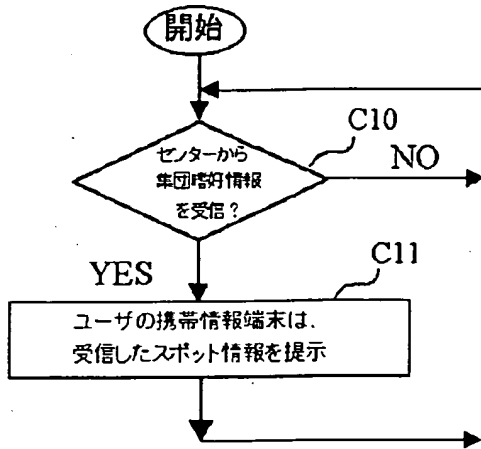 開始
C10
センターから
集団嗜好情報
を受信？
NO
YES
C11
ユーザの携帯情報端末は、
受信したスポット情報を提示